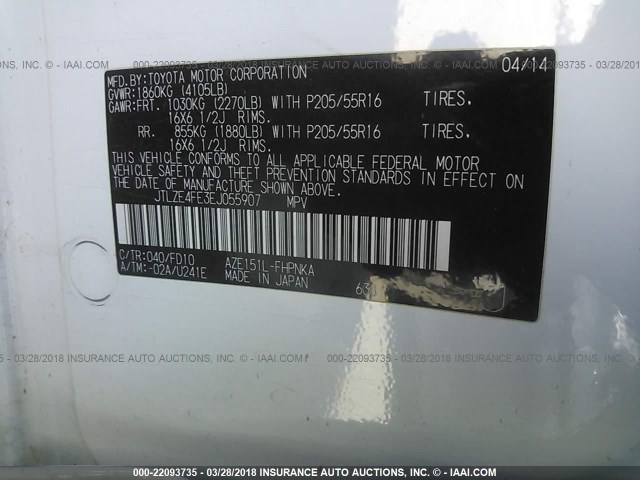 MFD.BY:TOYOTA MOTOR CORPORATION 04/14
GVWR:1860KG (4105LB)
GAWR:FRT. 1030KG (2270LB) WITH P205/55R16 TIRES.
16X6 1/2J RIMS.
RR. 855KG (1880LB) WITH P205/55R16 TIRES.
16X6 1/2J RIMS.
THIS VEHICLE CONFORMS TO ALL APPLICABLE FEDERAL MOTOR
VEHICLE SAFETY AND THEFT PREVENTION STANDARDS IN EFFECT ON
THE DATE OF MANUFACTURE SHOWN ABOVE.
JTLZE4FE3EJ055907 MPV
C/TR:040/FD10 AZE151L-FHPNKA
A/TM:-02A/U241E MADE IN JAPAN
000-22093735 - 03/28/2018 INSURANCE AUTO AUCTIONS, INC. © - IAAI.COM